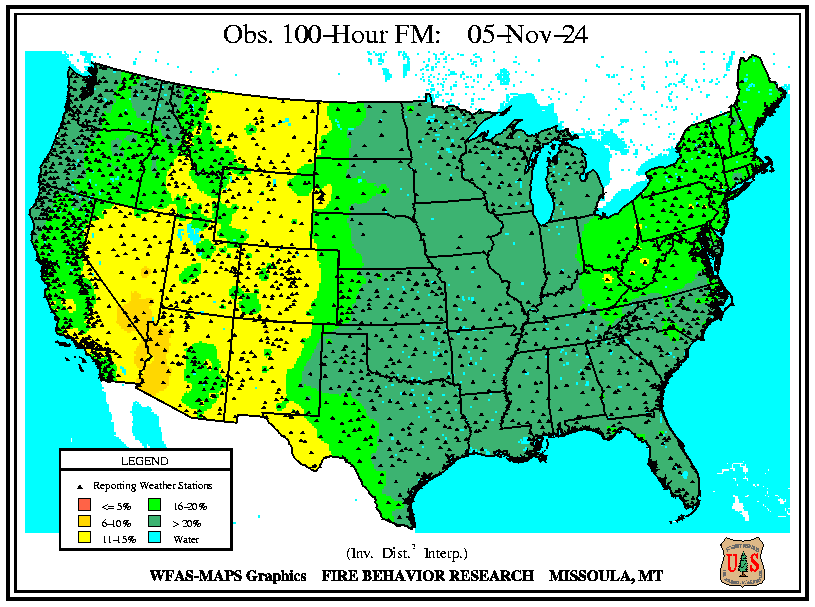 Obs. 100-Hour FM: 05-Nov-24
LEGEND
Reporting Weather Stations
<= 5% 16-20%
6-10% > 20%
11-15% Water
(Inv. Dist.² Interp.)
WFAS-MAPS Graphics FIRE BEHAVIOR RESEARCH MISSOULA, MT
U S